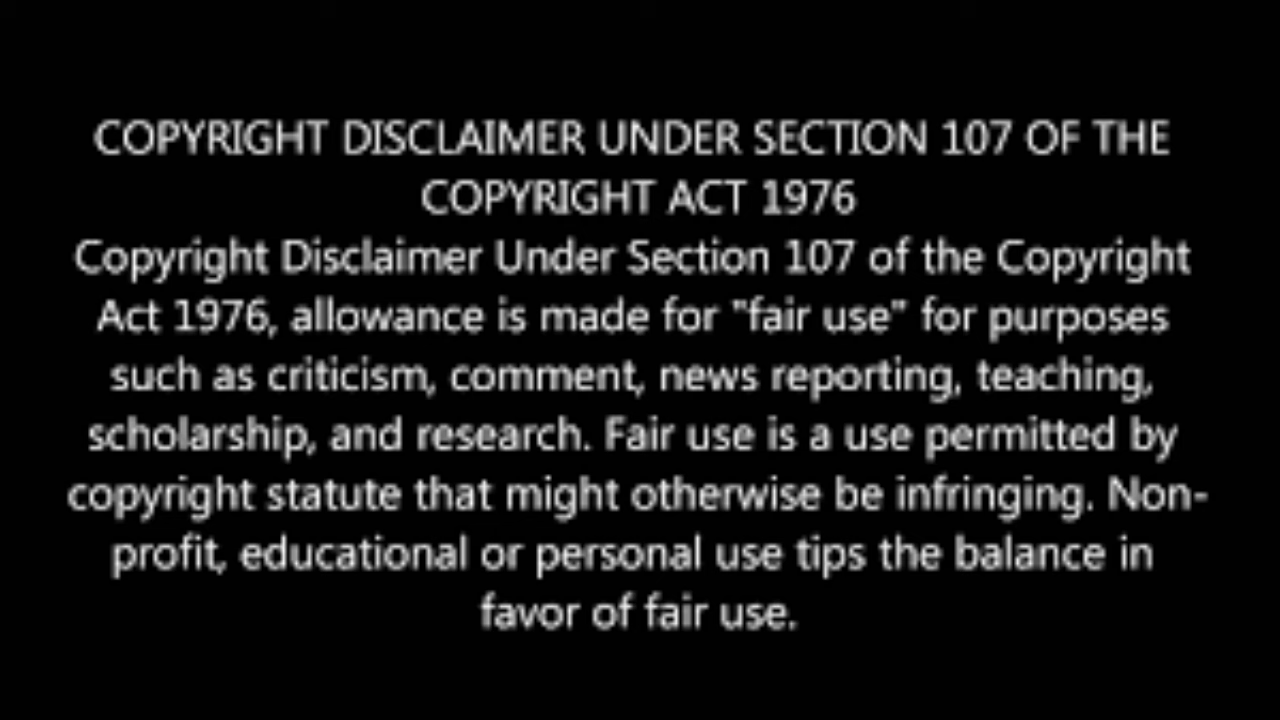 COPYRIGHT DISCLAIMER UNDER SECTION 107 OF THE
COPYRIGHT ACT 1976
Copyright Disclaimer Under Section 107 of the Copyright
Act 1976, allowance is made for "fair use" for purposes
such as criticism, comment, news reporting, teaching,
scholarship, and research. Fair use is a use permitted by
copyright statute that might otherwise be infringing. Non-
profit, educational or personal use tips the balance in
favor of fair use.